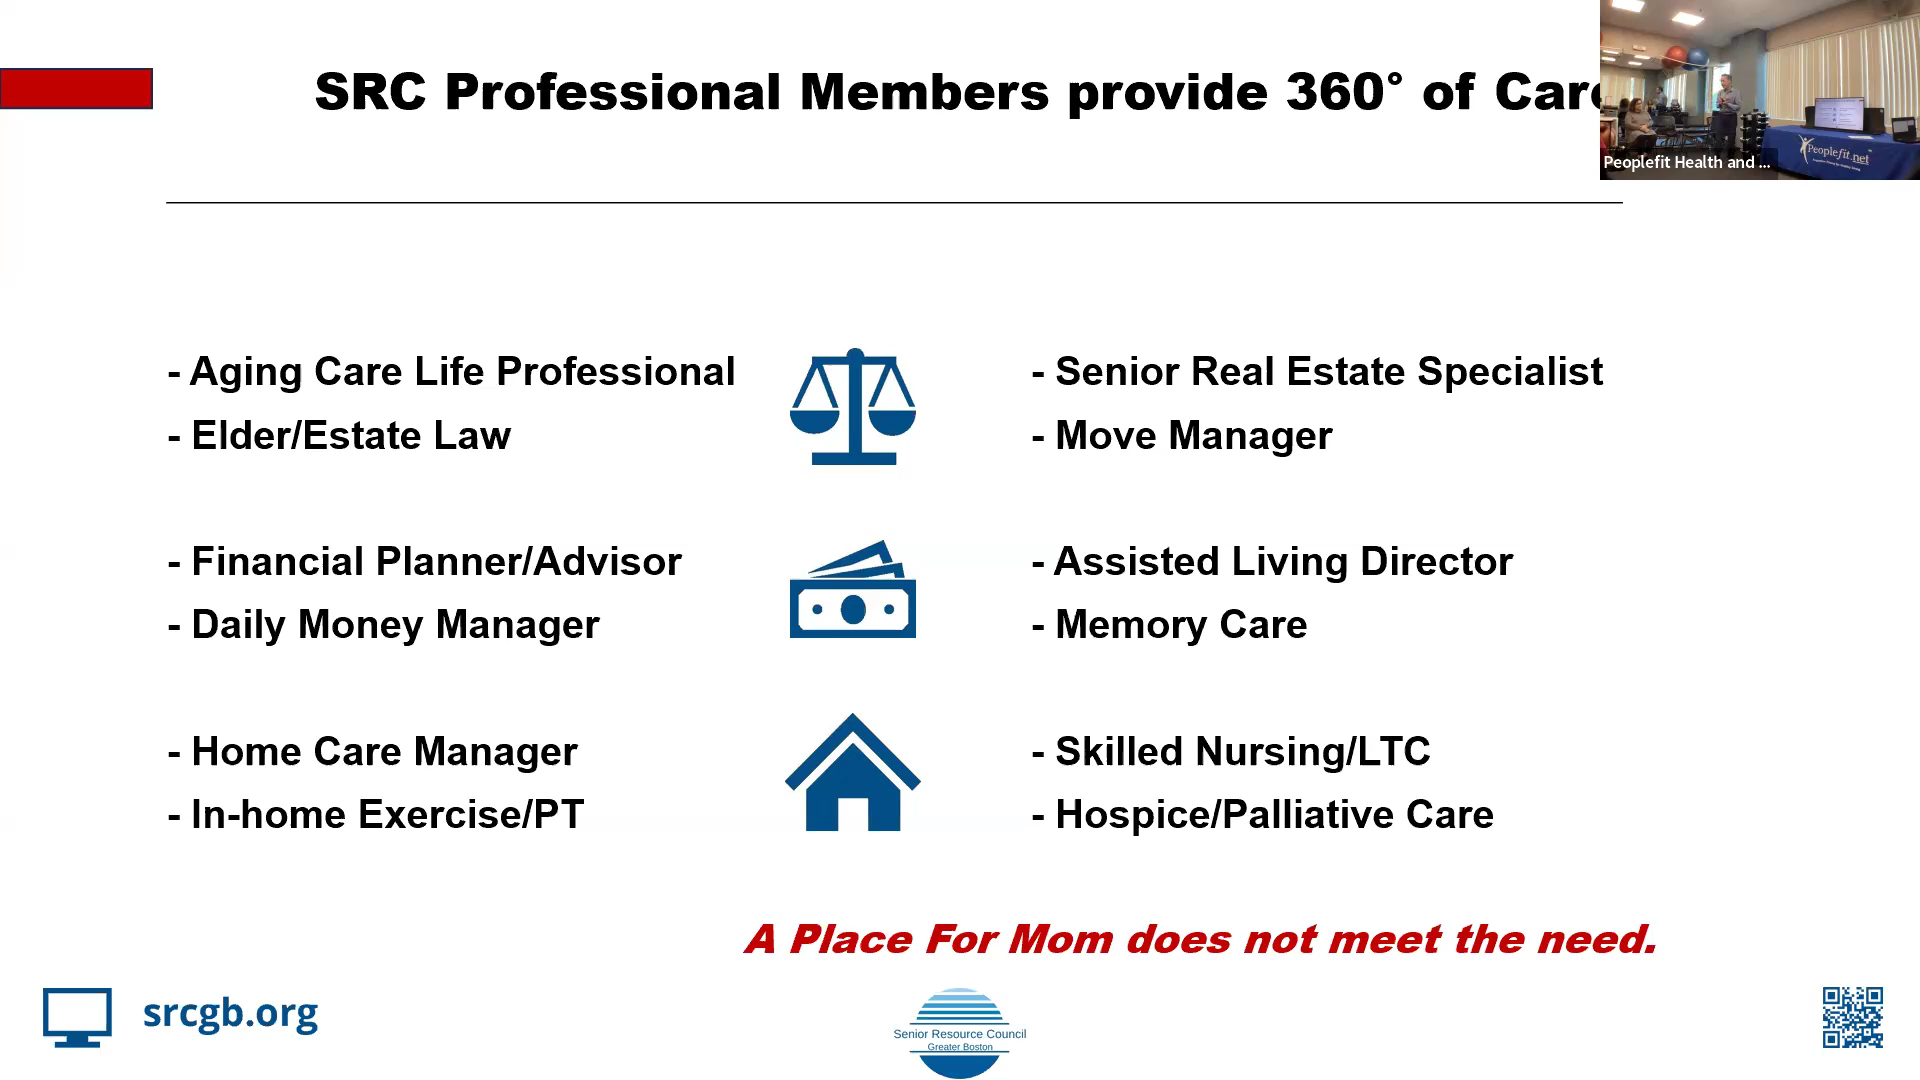 SRC Professional Members provide 360° of Care
Peoplefit Health and ...
Peoplefit.net
- Aging Care Life Professional
- Elder/Estate Law
- Financial Planner/Advisor
- Daily Money Manager
- Home Care Manager
- In-home Exercise/PT
- Senior Real Estate Specialist
- Move Manager
- Assisted Living Director
- Memory Care
- Skilled Nursing/LTC
- Hospice/Palliative Care
A Place For Mom does not meet the need.
srcgb.org
Senior Resource Council
Greater Boston